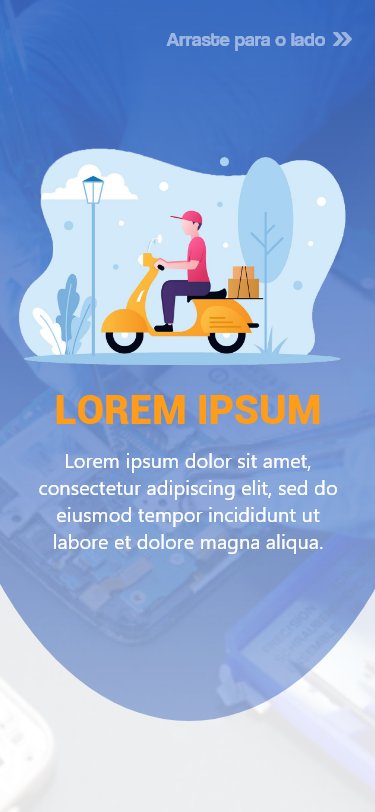 Arraste para o lado
LOREM IPSUM
Lorem ipsum dolor sit amet,
consectetur adipiscing elit, sed do
eiusmod tempor incididunt ut
labore et dolore magna aliqua.